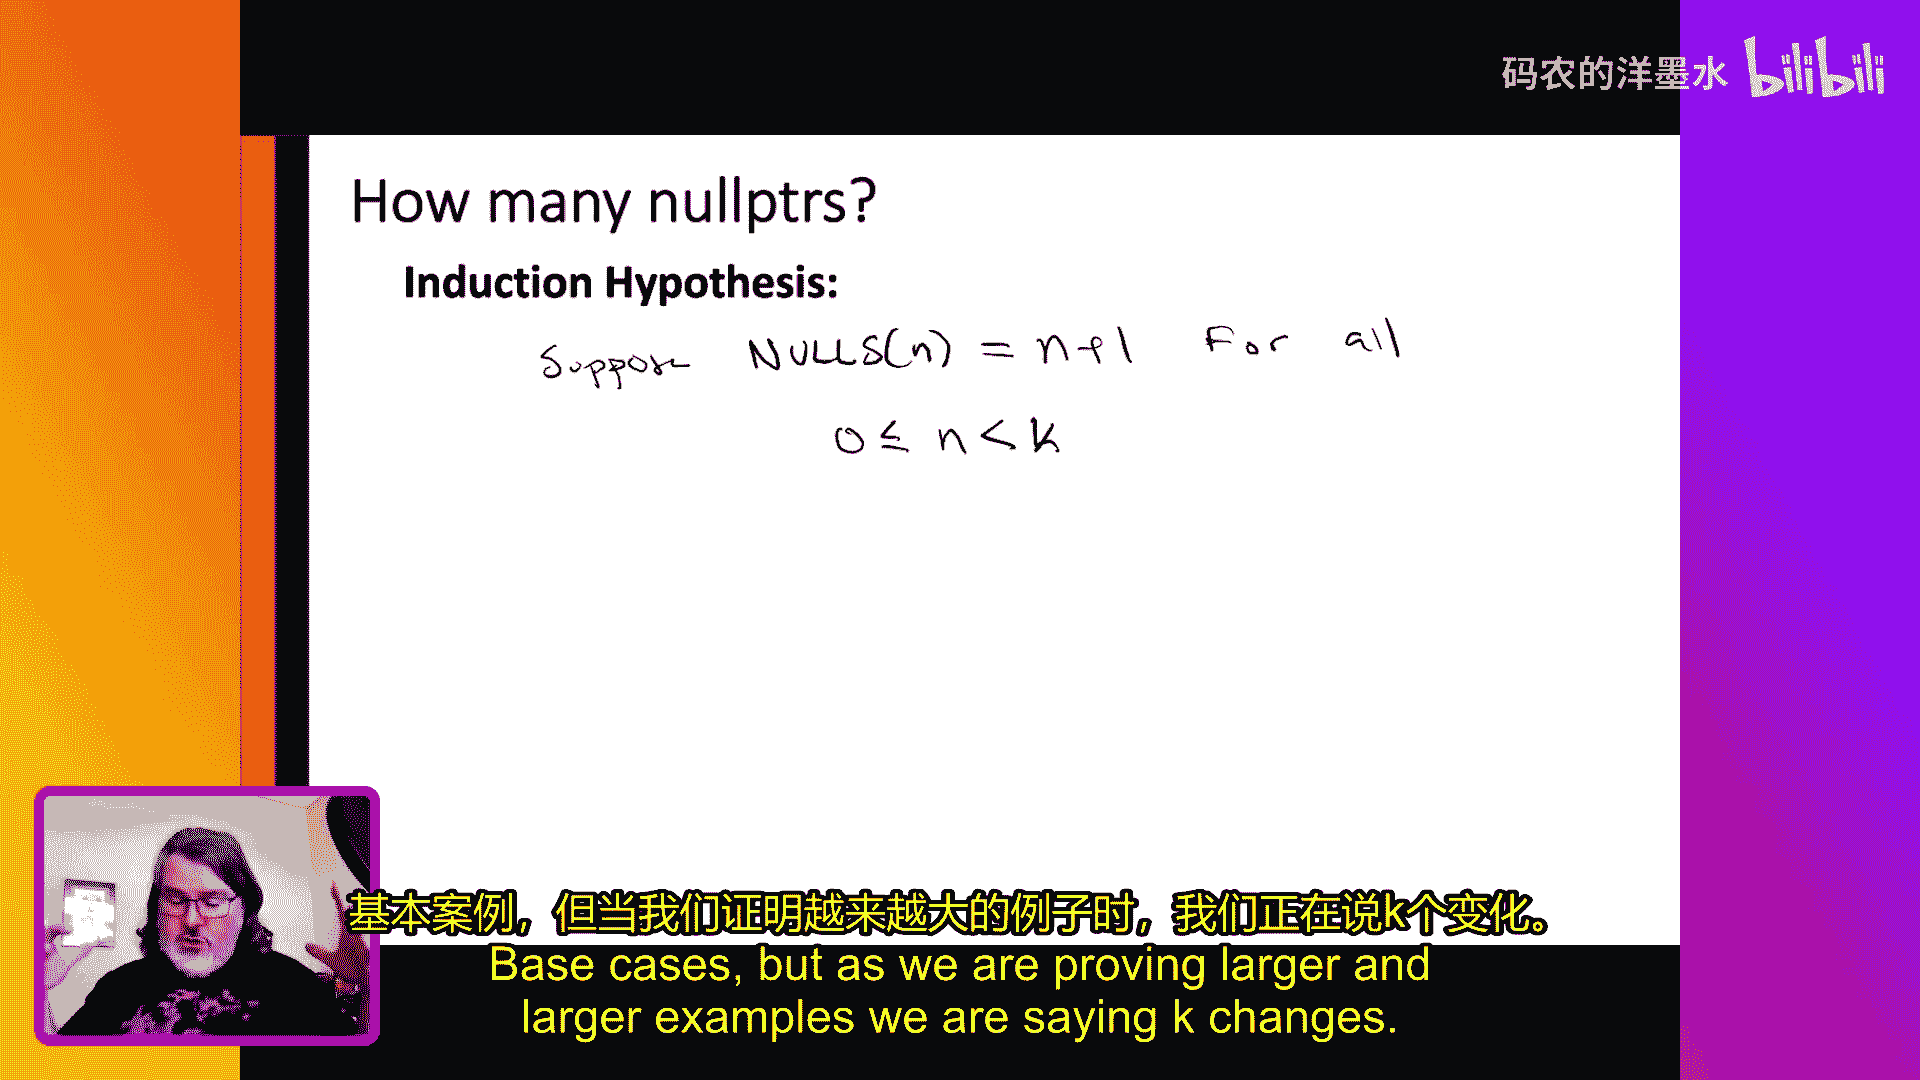 码农的洋墨水 bilibili
How many nullptrs?
Induction Hypothesis:
Suppose NULLS(n) = n+1 For all
0 ≤ n < k
基本案例，但当我们证明越来越大的例子时，我们正在说k个变化。
Base cases, but as we are proving larger and
larger examples we are saying k changes.